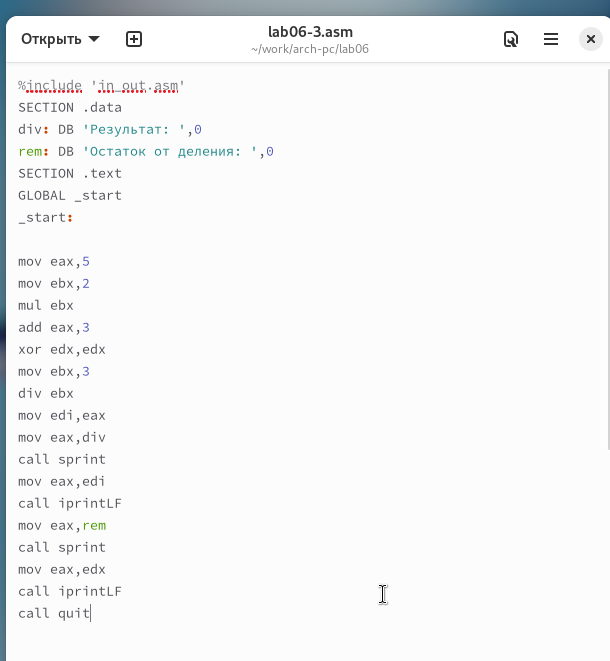 Открыть
lab06-3.asm
~/work/arch-pc/lab06
%include 'in_out.asm'
SECTION .data
div: DB 'Результат: ',0
rem: DB 'Остаток от деления: ',0
SECTION .text
GLOBAL _start
_start:
mov eax,5
mov ebx,2
mul ebx
add eax,3
xor edx,edx
mov ebx,3
div ebx
mov edi,eax
mov eax,div
call sprint
mov eax,edi
call iprintLF
mov eax,rem
call sprint
mov eax,edx
call iprintLF
call quit